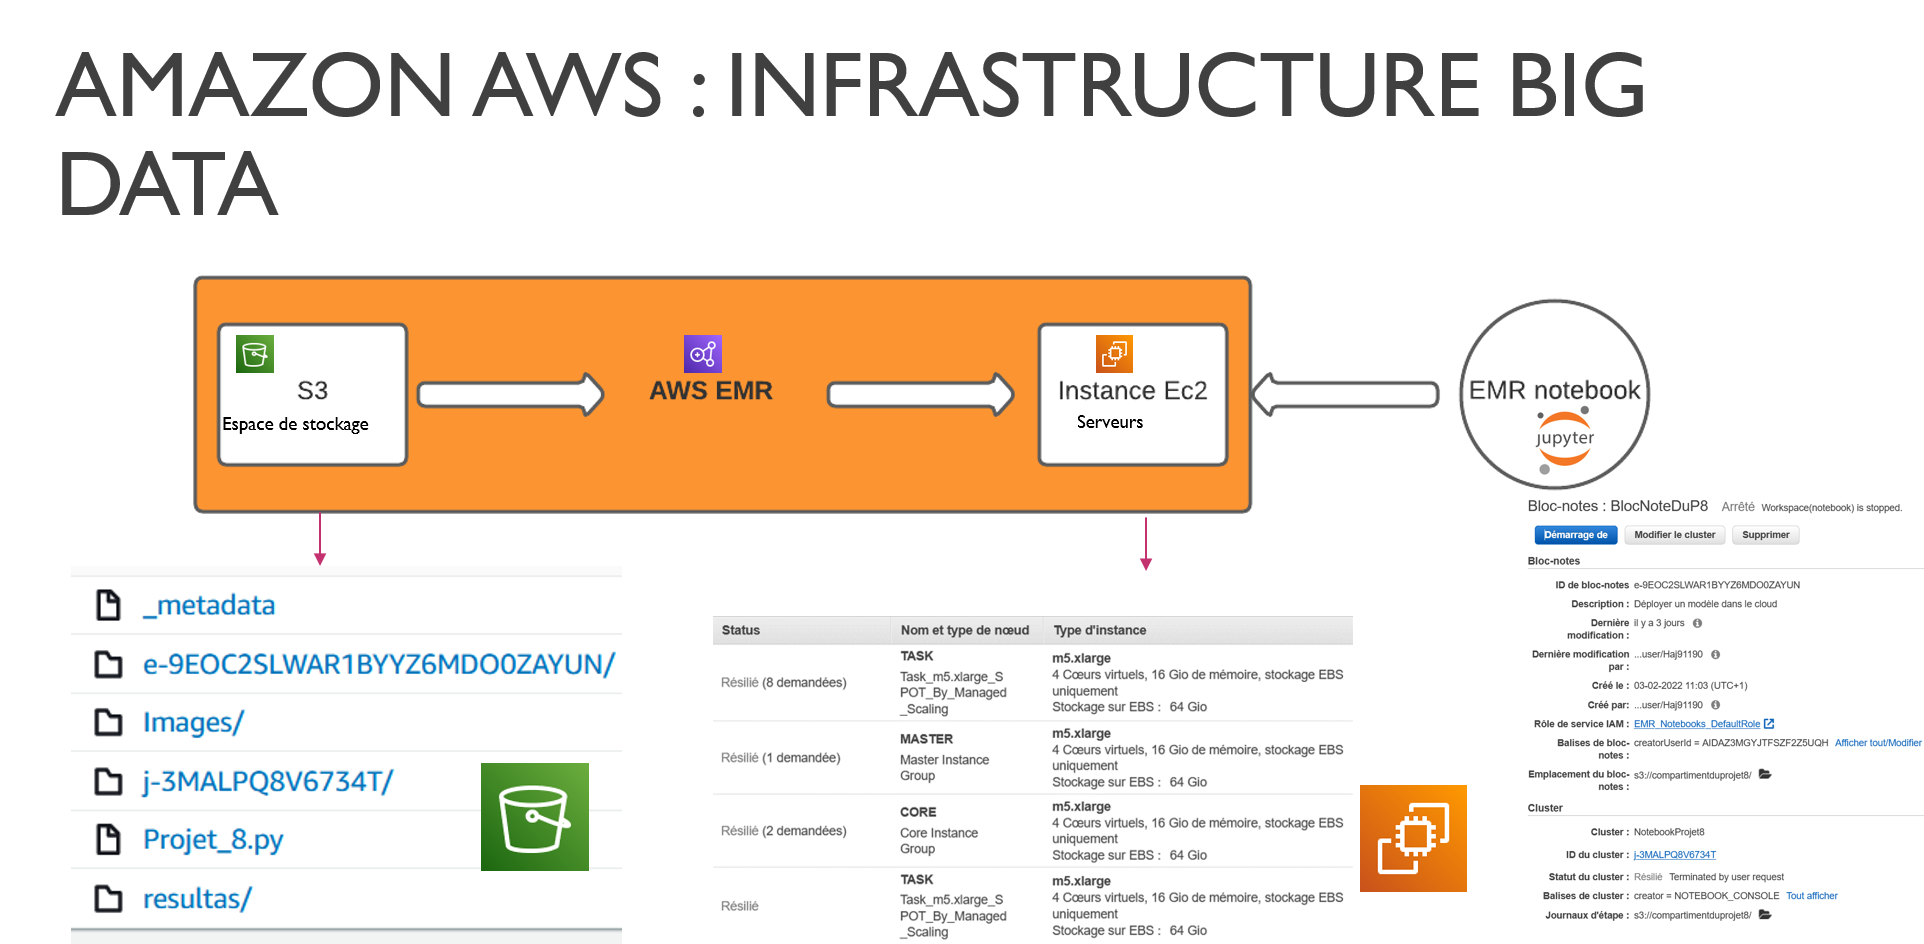 AMAZON AWS : INFRASTRUCTURE BIG
DATA
S3
Espace de stockage
AWS EMR
Instance Ec2
Serveurs
EMR notebook
jupyter
_metadata
e-9EOC2SLWAR1BYYZ6MDO0ZAYUN/
Images/
j-3MALPQ8V6734T/
Projet_8.py
resultas/
Status Nom et type de nœud Type d'instance
Résilié (8 demandées)
TASK
Task_m5.xlarge_S
POT_By_Managed
_Scaling
m5.xlarge
4 Cœurs virtuels, 16 Gio de mémoire, stockage EBS
uniquement
Stockage sur EBS : 64 Gio
Résilié (1 demandée)
MASTER
Master Instance
Group
m5.xlarge
4 Cœurs virtuels, 16 Gio de mémoire, stockage EBS
uniquement
Stockage sur EBS : 64 Gio
Résilié (2 demandées)
CORE
Core Instance
Group
m5.xlarge
4 Cœurs virtuels, 16 Gio de mémoire, stockage EBS
uniquement
Stockage sur EBS : 64 Gio
Résilié
TASK
Task_m5.xlarge_S
POT_By_Managed
_Scaling
m5.xlarge
4 Cœurs virtuels, 16 Gio de mémoire, stockage EBS
uniquement
Stockage sur EBS : 64 Gio
Bloc-notes : BlocNoteDuP8 Arrêté Workspace(notebook) is stopped.
Démarrage de Modifier le cluster Supprimer
Bloc-notes
ID de bloc-notes e-9EOC2SLWAR1BYYZ6MDO0ZAYUN
Description : Déployer un modèle dans le cloud
Dernière modification : il y a 3 jours
Dernière modification par : ...user/Haj91190
Créé le : 03-02-2022 11:03 (UTC+1)
Créé par: ...user/Haj91190
Rôle de service IAM : EMR_Notebooks_DefaultRole
Balises de bloc-notes : creatorUserId = AIDAZ3MGYJTFSZF2Z5UQH Afficher tout/Modifier
Emplacement du bloc-notes : s3://compartimentduprojet8/
Cluster
Cluster : NotebookProjet8
ID du cluster : j-3MALPQ8V6734T
Statut du cluster : Résilié Terminated by user request
Balises de cluster : creator = NOTEBOOK_CONSOLE Tout afficher
Journaux d'étape : s3://compartimentduprojet8/